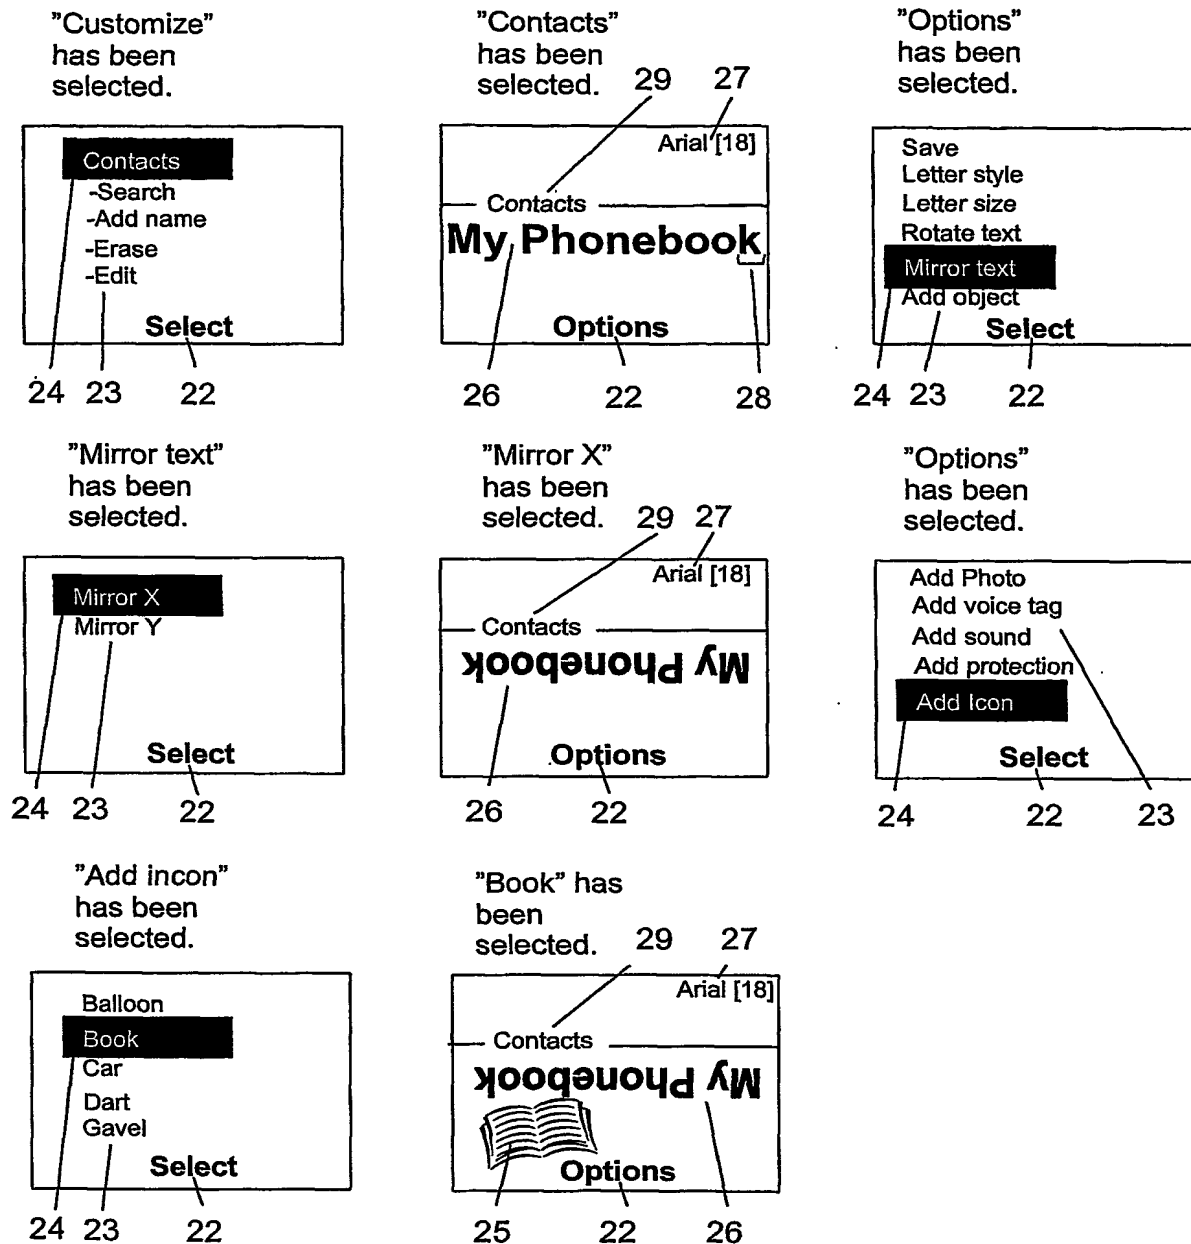 "Customize"
has been
selected.
Contacts
-Search
-Add name
-Erase
-Edit
Select
24 23 22
"Contacts"
has been
selected. 29 27
Arial [18]
Contacts
My Phonebook
Options
26 22 28
"Options"
has been
selected.
Save
Letter style
Letter size
Rotate text
Mirror text
Add object
Select
24 23 22
"Mirror text"
has been
selected.
Mirror X
Mirror Y
Select
24 23 22
"Mirror X"
has been
selected. 29 27
Arial [18]
Contacts
My Phonebook
Options
26 22
"Options"
has been
selected.
Add Photo
Add voice tag
Add sound
Add protection
Add Icon
Select
24 22 23
"Add incon"
has been
selected.
Balloon
Book
Car
Dart
Gavel
Select
24 23 22
"Book" has
been
selected. 29 27
Arial [18]
Contacts
My Phonebook
Options
25 22 26